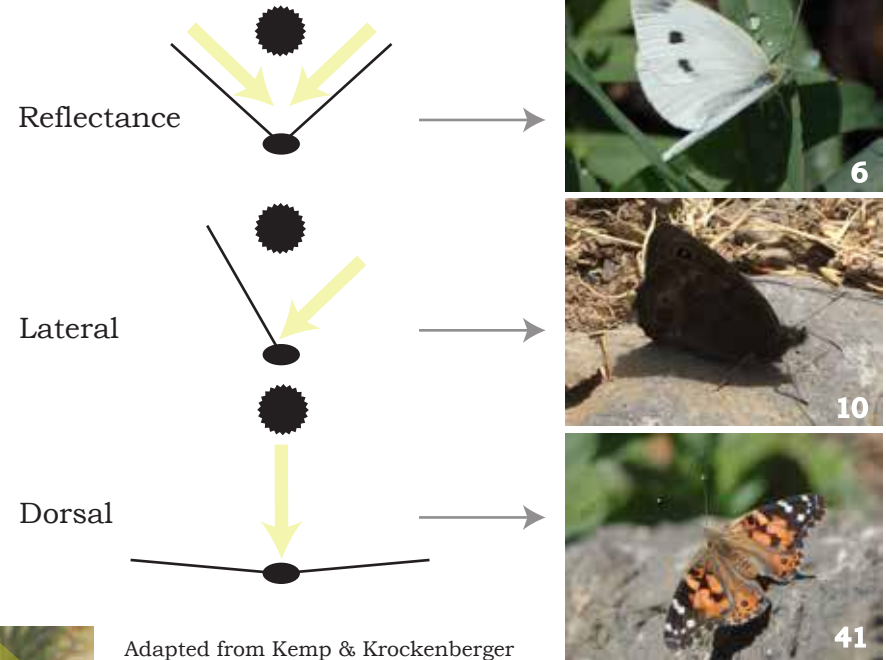 Reflectance
6
Lateral
10
Dorsal
41
Adapted from Kemp & Krockenberger